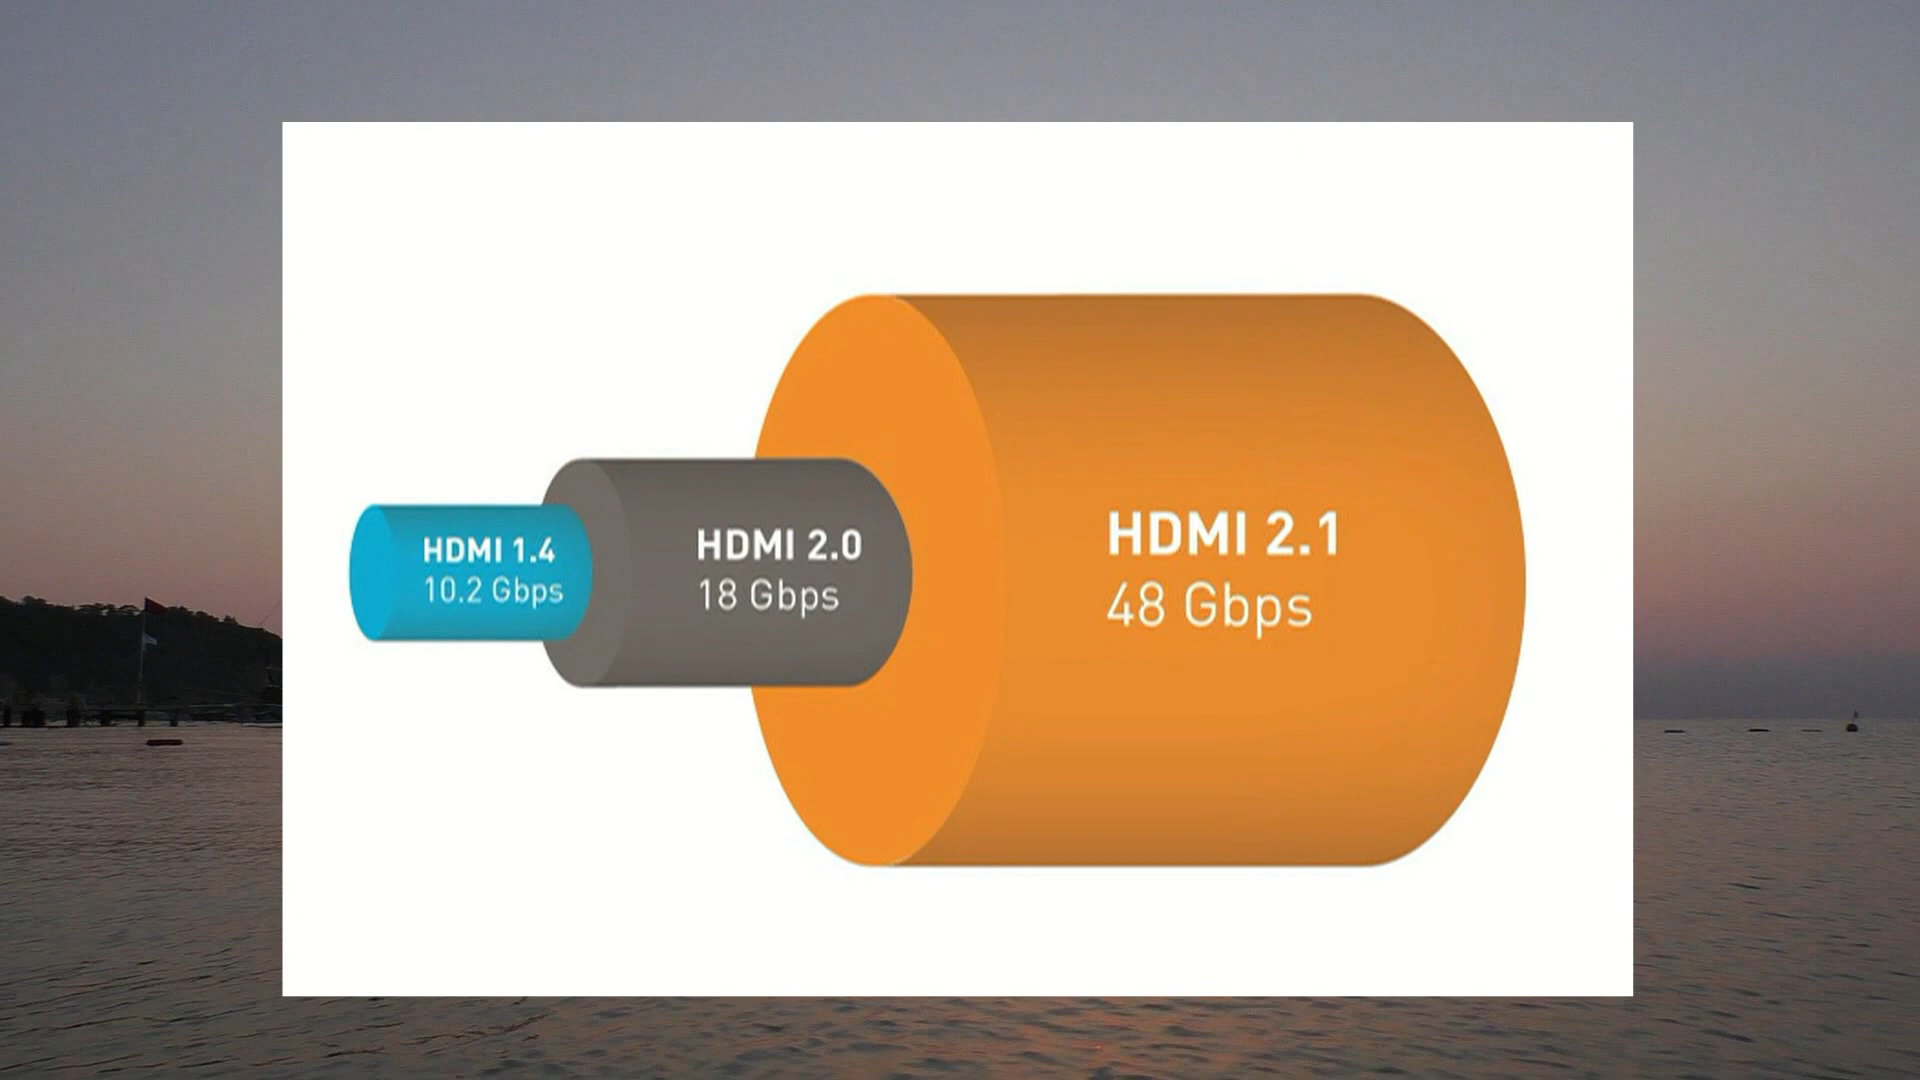 HDMI 1.4
10.2 Gbps
HDMI 2.0
18 Gbps
HDMI 2.1
48 Gbps